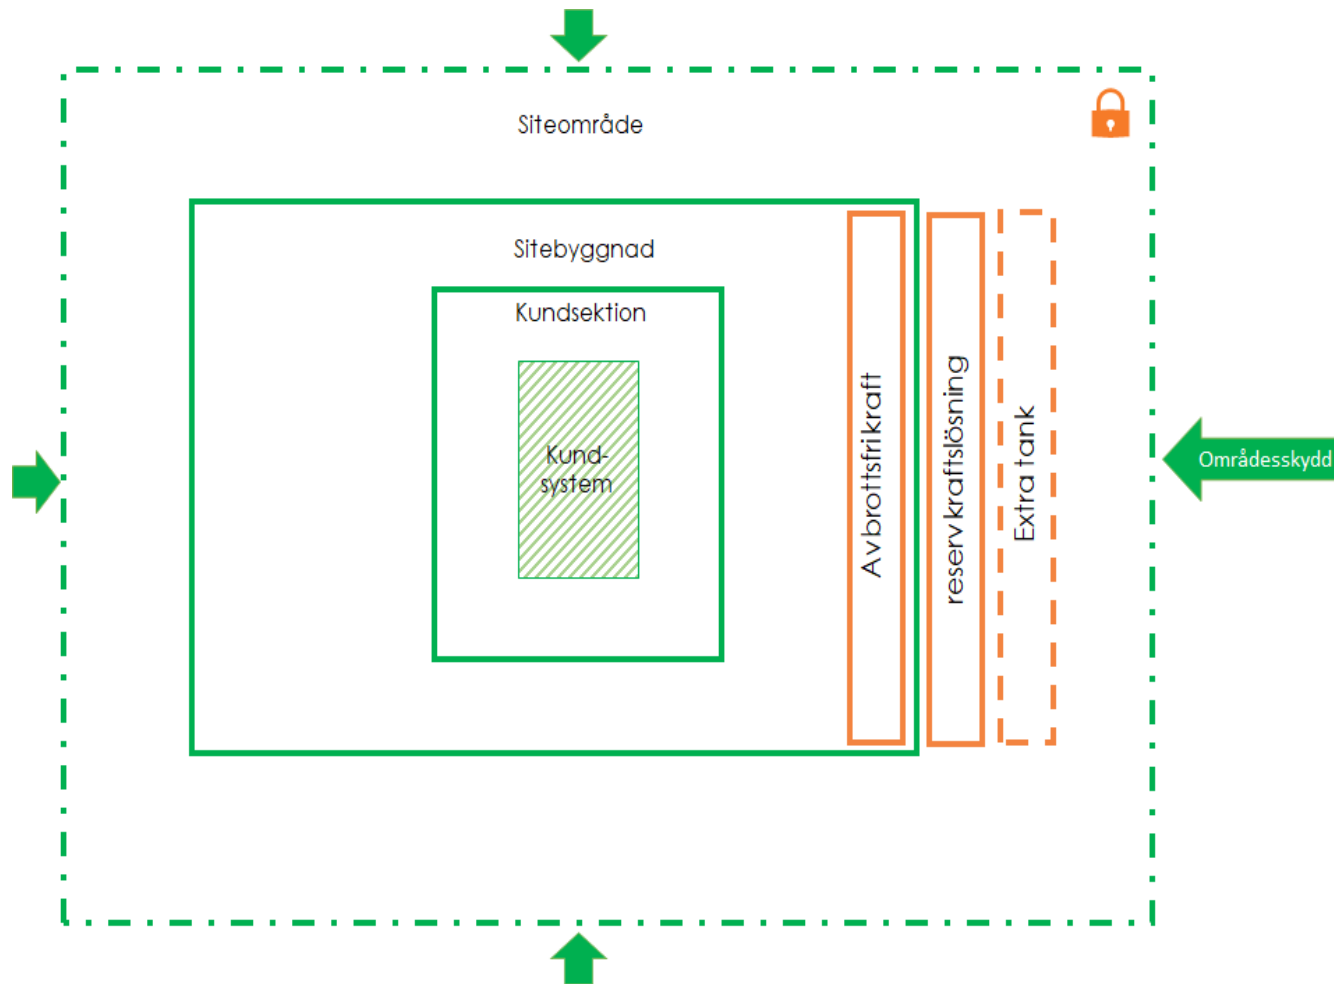 Siteområde
Sitebyggnad
Kundsektion
Kund-
system
Avbrottsfrikraft
reservkraftslösning
Extra tank
Områdesskydd